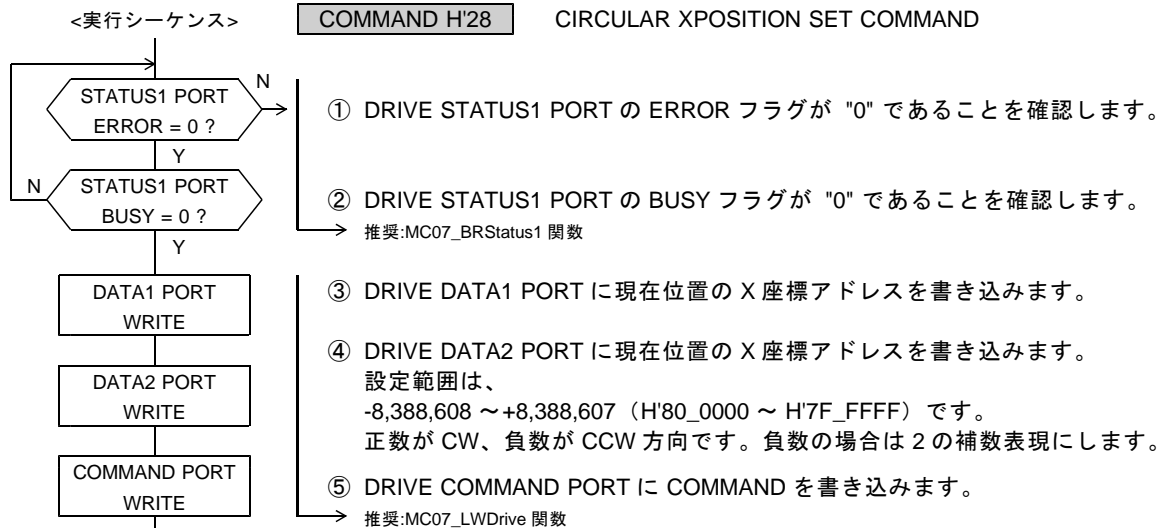 <実行シーケンス>
COMMAND H'28 CIRCULAR XPOSITION SET COMMAND
N
STATUS1 PORT
ERROR = 0 ?
① DRIVE STATUS1 PORT の ERROR フラグが "0" であることを確認します。
Y
N
STATUS1 PORT
BUSY = 0 ?
② DRIVE STATUS1 PORT の BUSY フラグが "0" であることを確認します。
推奨:MC07_BRStatus1 関数
Y
DATA1 PORT
WRITE
③ DRIVE DATA1 PORT に現在位置の X 座標アドレスを書き込みます。
④ DRIVE DATA2 PORT に現在位置の X 座標アドレスを書き込みます。
DATA2 PORT
WRITE
設定範囲は、
-8,388,608 ～+8,388,607（H'80_0000 ～ H'7F_FFFF）です。
正数が CW、負数が CCW 方向です。負数の場合は 2 の補数表現にします。
COMMAND PORT
WRITE
⑤ DRIVE COMMAND PORT に COMMAND を書き込みます。
推奨:MC07_LWDrive 関数